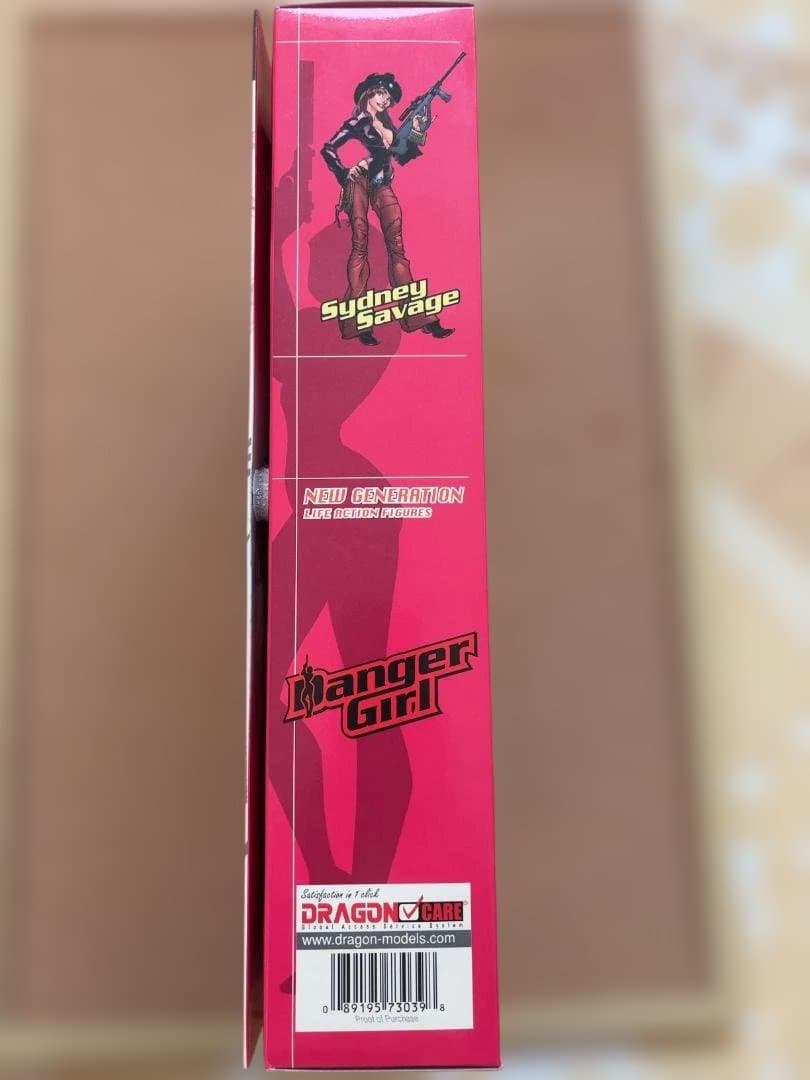 Sydney
Savage
NEW GENERATION
LIFE ACTION FIGURES
Danger
Girl
Satisfaction in 1 click
DRAGON CARE®
Global Access Service System
www.dragon-models.com
0 89195 73039 8
Proof of Purchase